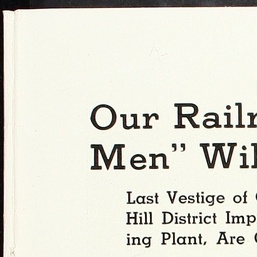 Our Railr
Men” Wil
Last Vestige of
Hill District Imp
ing Plant, Are